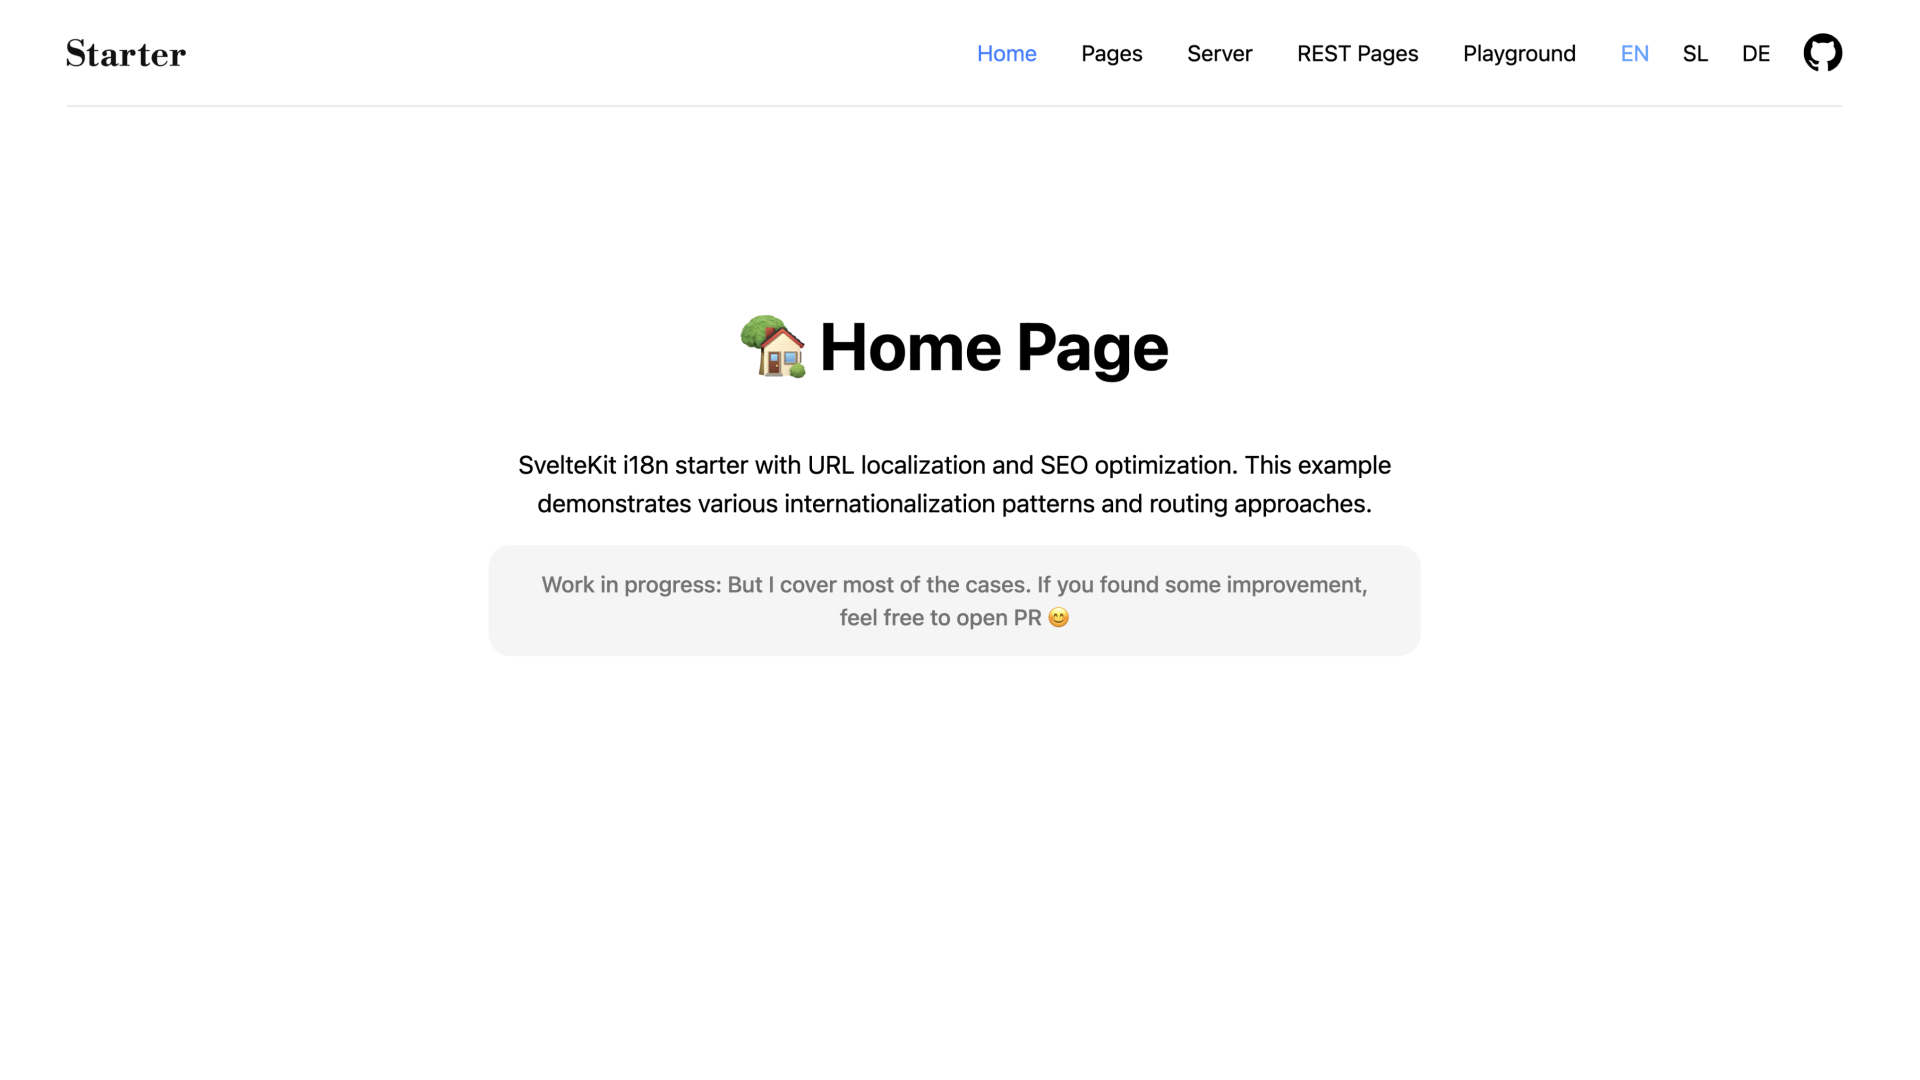 Starter
Home Pages Server REST Pages Playground EN SL DE
🏡 Home Page
SvelteKit i18n starter with URL localization and SEO optimization. This example
demonstrates various internationalization patterns and routing approaches.
Work in progress: But I cover most of the cases. If you found some improvement,
feel free to open PR 😊